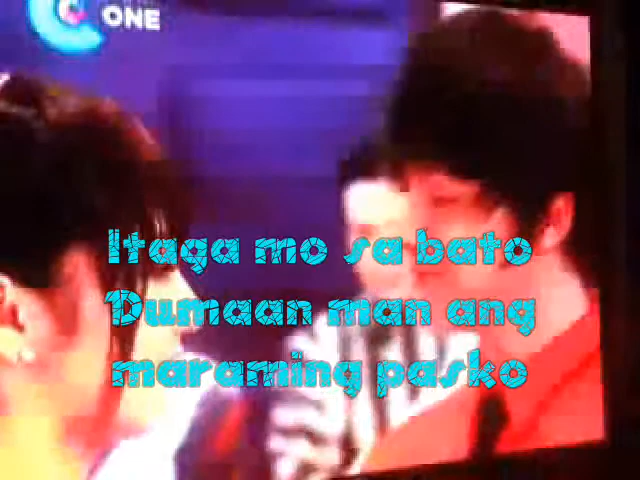 ONE
Itaga mo sa bato
Dumaan man ang
maraming pasko